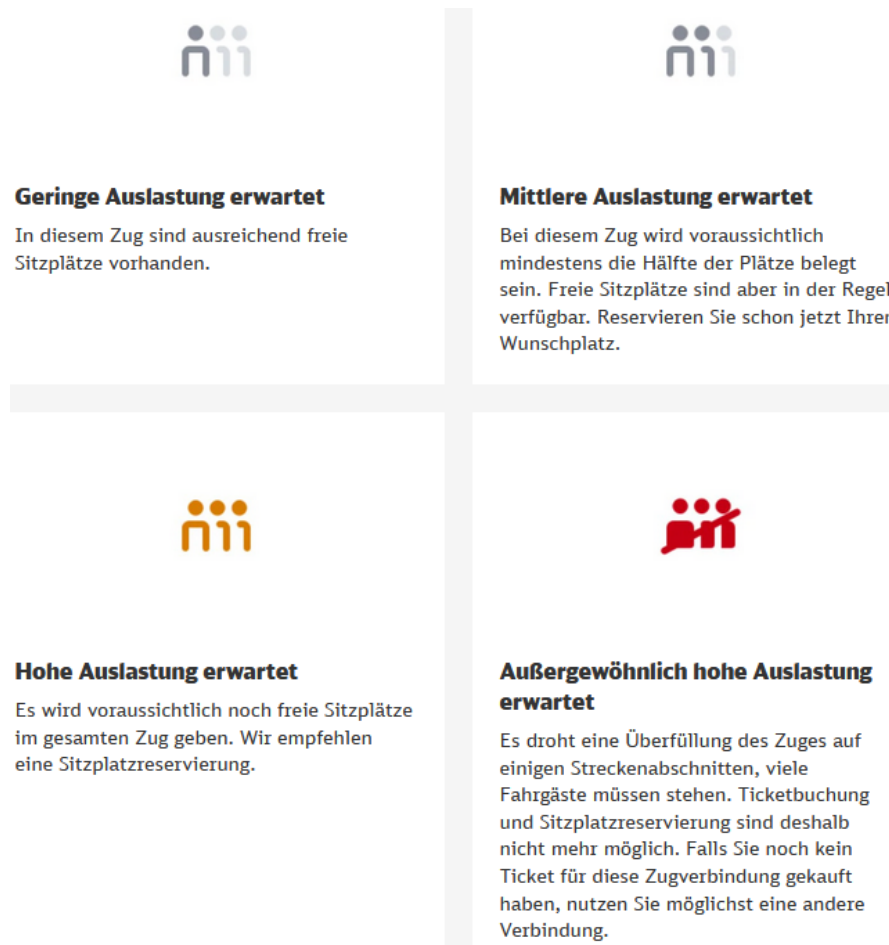 Geringe Auslastung erwartet
In diesem Zug sind ausreichend freie
Sitzplätze vorhanden.
Mittlere Auslastung erwartet
Bei diesem Zug wird voraussichtlich
mindestens die Hälfte der Plätze belegt
sein. Freie Sitzplätze sind aber in der Regel
verfügbar. Reservieren Sie schon jetzt Ihren
Wunschplatz.
Hohe Auslastung erwartet
Es wird voraussichtlich noch freie Sitzplätze
im gesamten Zug geben. Wir empfehlen
eine Sitzplatzreservierung.
Außergewöhnlich hohe Auslastung
erwartet
Es droht eine Überfüllung des Zuges auf
einigen Streckenabschnitten, viele
Fahrgäste müssen stehen. Ticketbuchung
und Sitzplatzreservierung sind deshalb
nicht mehr möglich. Falls Sie noch kein
Ticket für diese Zugverbindung gekauft
haben, nutzen Sie möglichst eine andere
Verbindung.